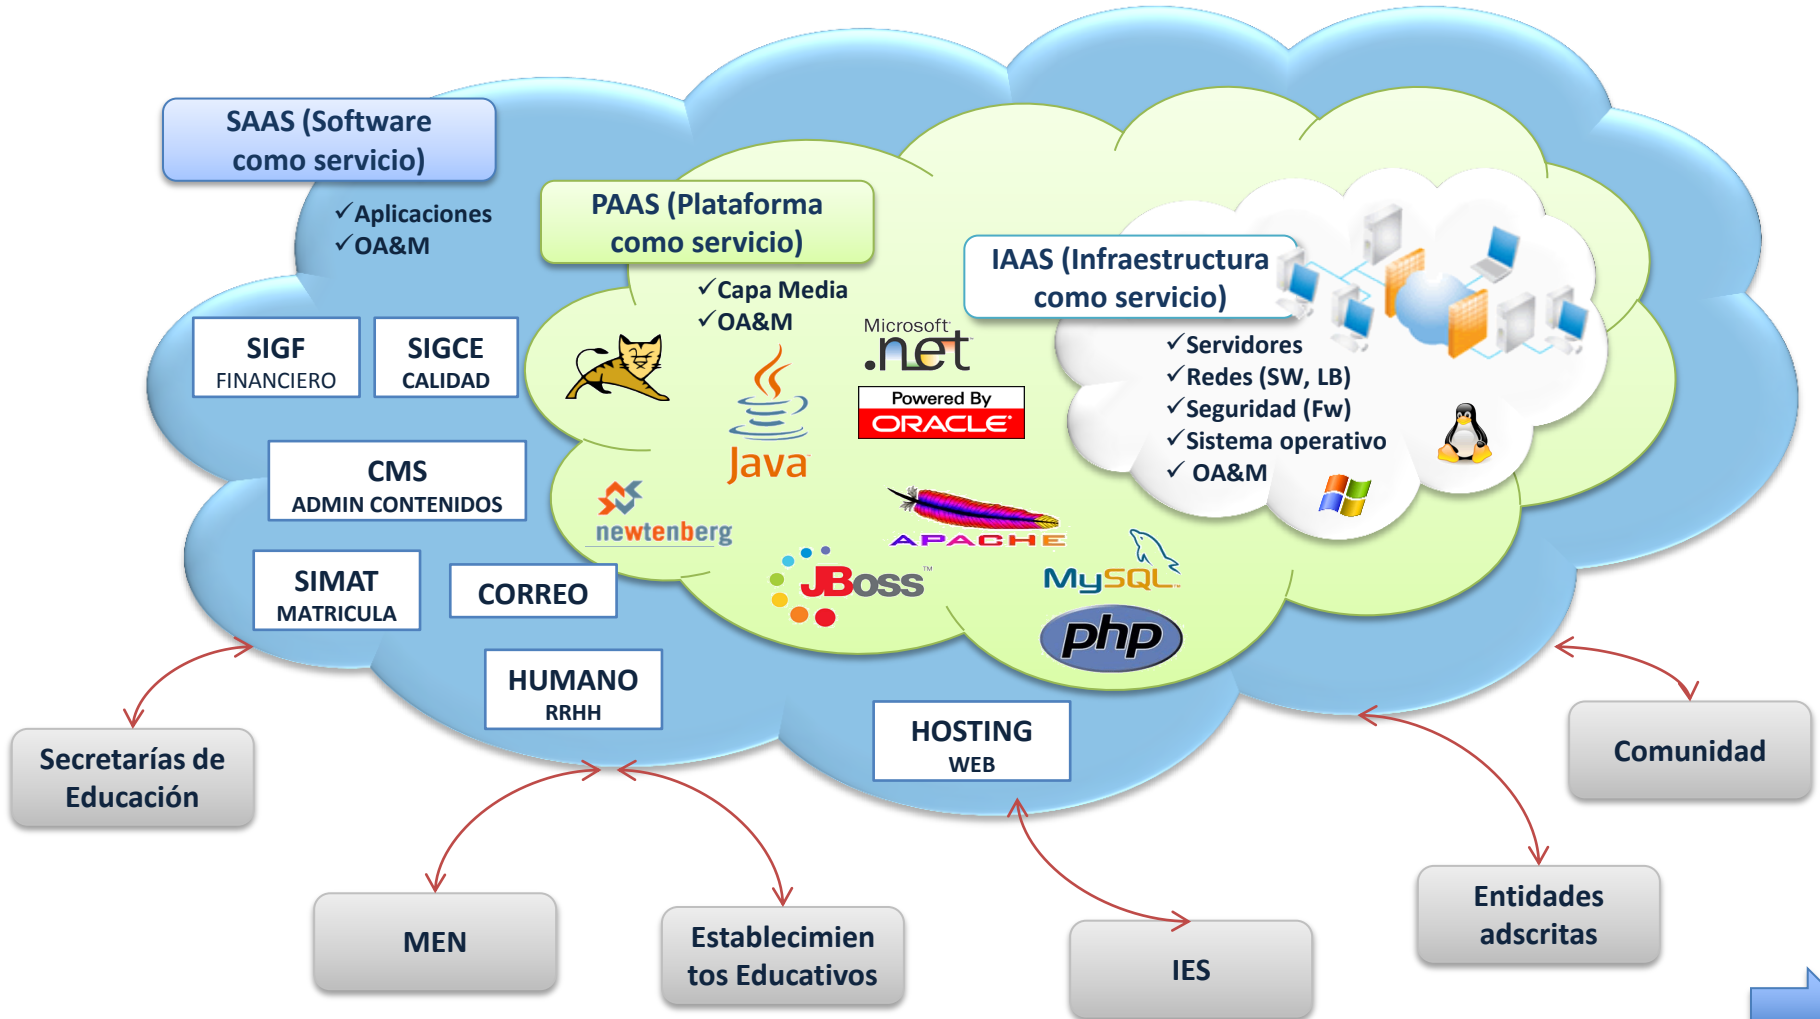 SAAS (Software
como servicio)
✓Aplicaciones
✓OA&M
PAAS (Plataforma
como servicio)
✓Capa Media
✓OA&M
IAAS (Infraestructura
como servicio)
✓Servidores
✓Redes (SW, LB)
✓Seguridad (Fw)
✓Sistema operativo
✓ OA&M
SIGF
FINANCIERO
SIGCE
CALIDAD
CMS
ADMIN CONTENIDOS
SIMAT
MATRICULA
CORREO
HUMANO
RRHH
HOSTING
WEB
Microsoft
.net
Powered By
ORACLE
Java
newtenberg
APACHE
JBoss™
MySQL
php
Secretarías de
Educación
MEN
Establecimien
tos Educativos
IES
Entidades
adscritas
Comunidad